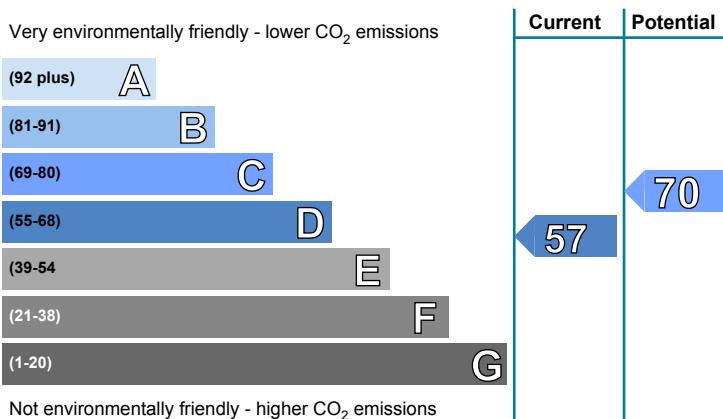 Very environmentally friendly - lower CO2 emissions
Current
Potential
(92 plus) A
(81-91) B
(69-80) C
(55-68) D
(39-54 E
(21-38) F
(1-20) G
57
70
Not environmentally friendly - higher CO2 emissions